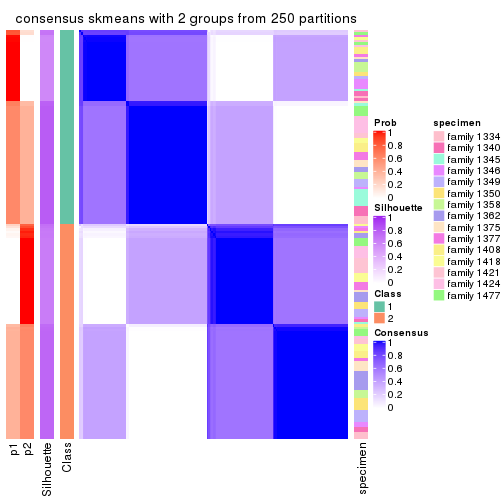 consensus skmeans with 2 groups from 250 partitions
Prob
1
0.8
0.6
0.4
0.2
0
Silhouette
1
0.8
0.6
0.4
0.2
0
Class
1
2
Consensus
1
0.8
0.6
0.4
0.2
0
specimen
family 1334
family 1340
family 1345
family 1346
family 1349
family 1350
family 1358
family 1362
family 1375
family 1377
family 1408
family 1418
family 1421
family 1424
family 1477
p1
p2
Silhouette
Class
specimen